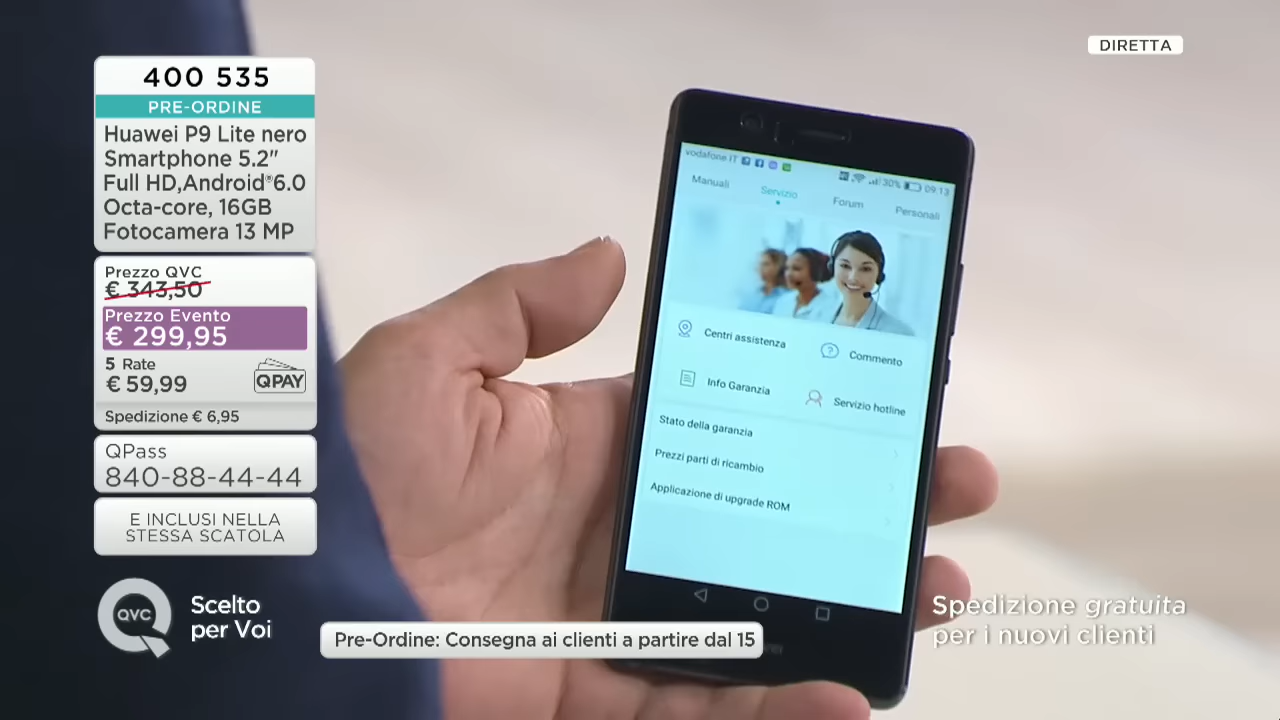 DIRETTA
400 535
PRE-ORDINE
Huawei P9 Lite nero
Smartphone 5.2"
Full HD,Android®6.0
Octa-core, 16GB
Fotocamera 13 MP
Prezzo QVC
€ 343,50
Prezzo Evento
€ 299,95
5 Rate
€ 59,99
QPAY
Spedizione € 6,95
QPass
840-88-44-44
E INCLUSI NELLA
STESSA SCATOLA
QVC
Scelto
per Voi
Pre-Ordine: Consegna ai clienti a partire dal 15
Spedizione gratuita
per i nuovi clienti
vodafone IT
30% 09:13
Manuali Servizio Forum Personali
Centri assistenza Commento
Info Garanzia Servizio hotline
Stato della garanzia
Prezzi parti di ricambio
Applicazione di upgrade ROM